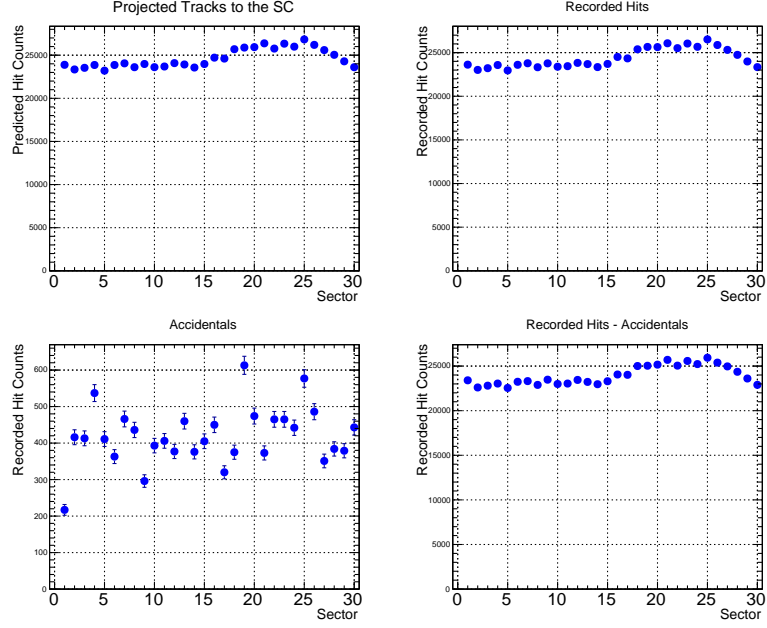 Projected Tracks to the SC
Predicted Hit Counts
25000
20000
15000
10000
5000
0
0 5 10 15 20 25 30
Sector
Recorded Hits
Recorded Hit Counts
25000
20000
15000
10000
5000
0
0 5 10 15 20 25 30
Sector
Accidentals
Recorded Hit Counts
600
500
400
300
200
100
0
0 5 10 15 20 25 30
Sector
Recorded Hits - Accidentals
Recorded Hit Counts
25000
20000
15000
10000
5000
0
0 5 10 15 20 25 30
Sector